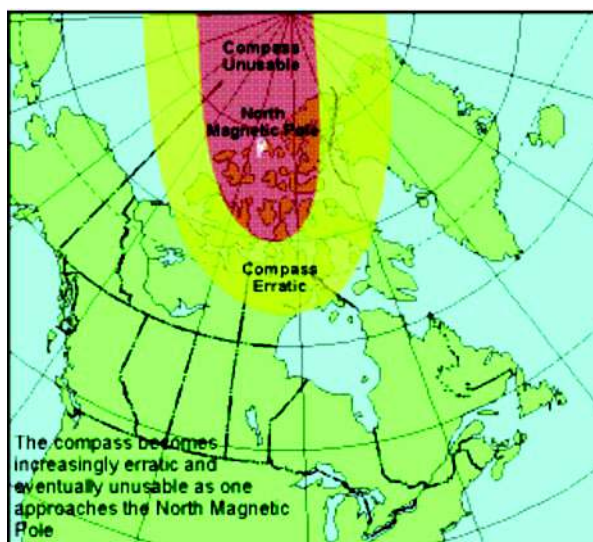 Compass
Unusable
North
Magnetic Pole
Compass
Erratic
The compass becomes
increasingly erratic and
eventually unusable as one
approaches the North Magnetic
Pole